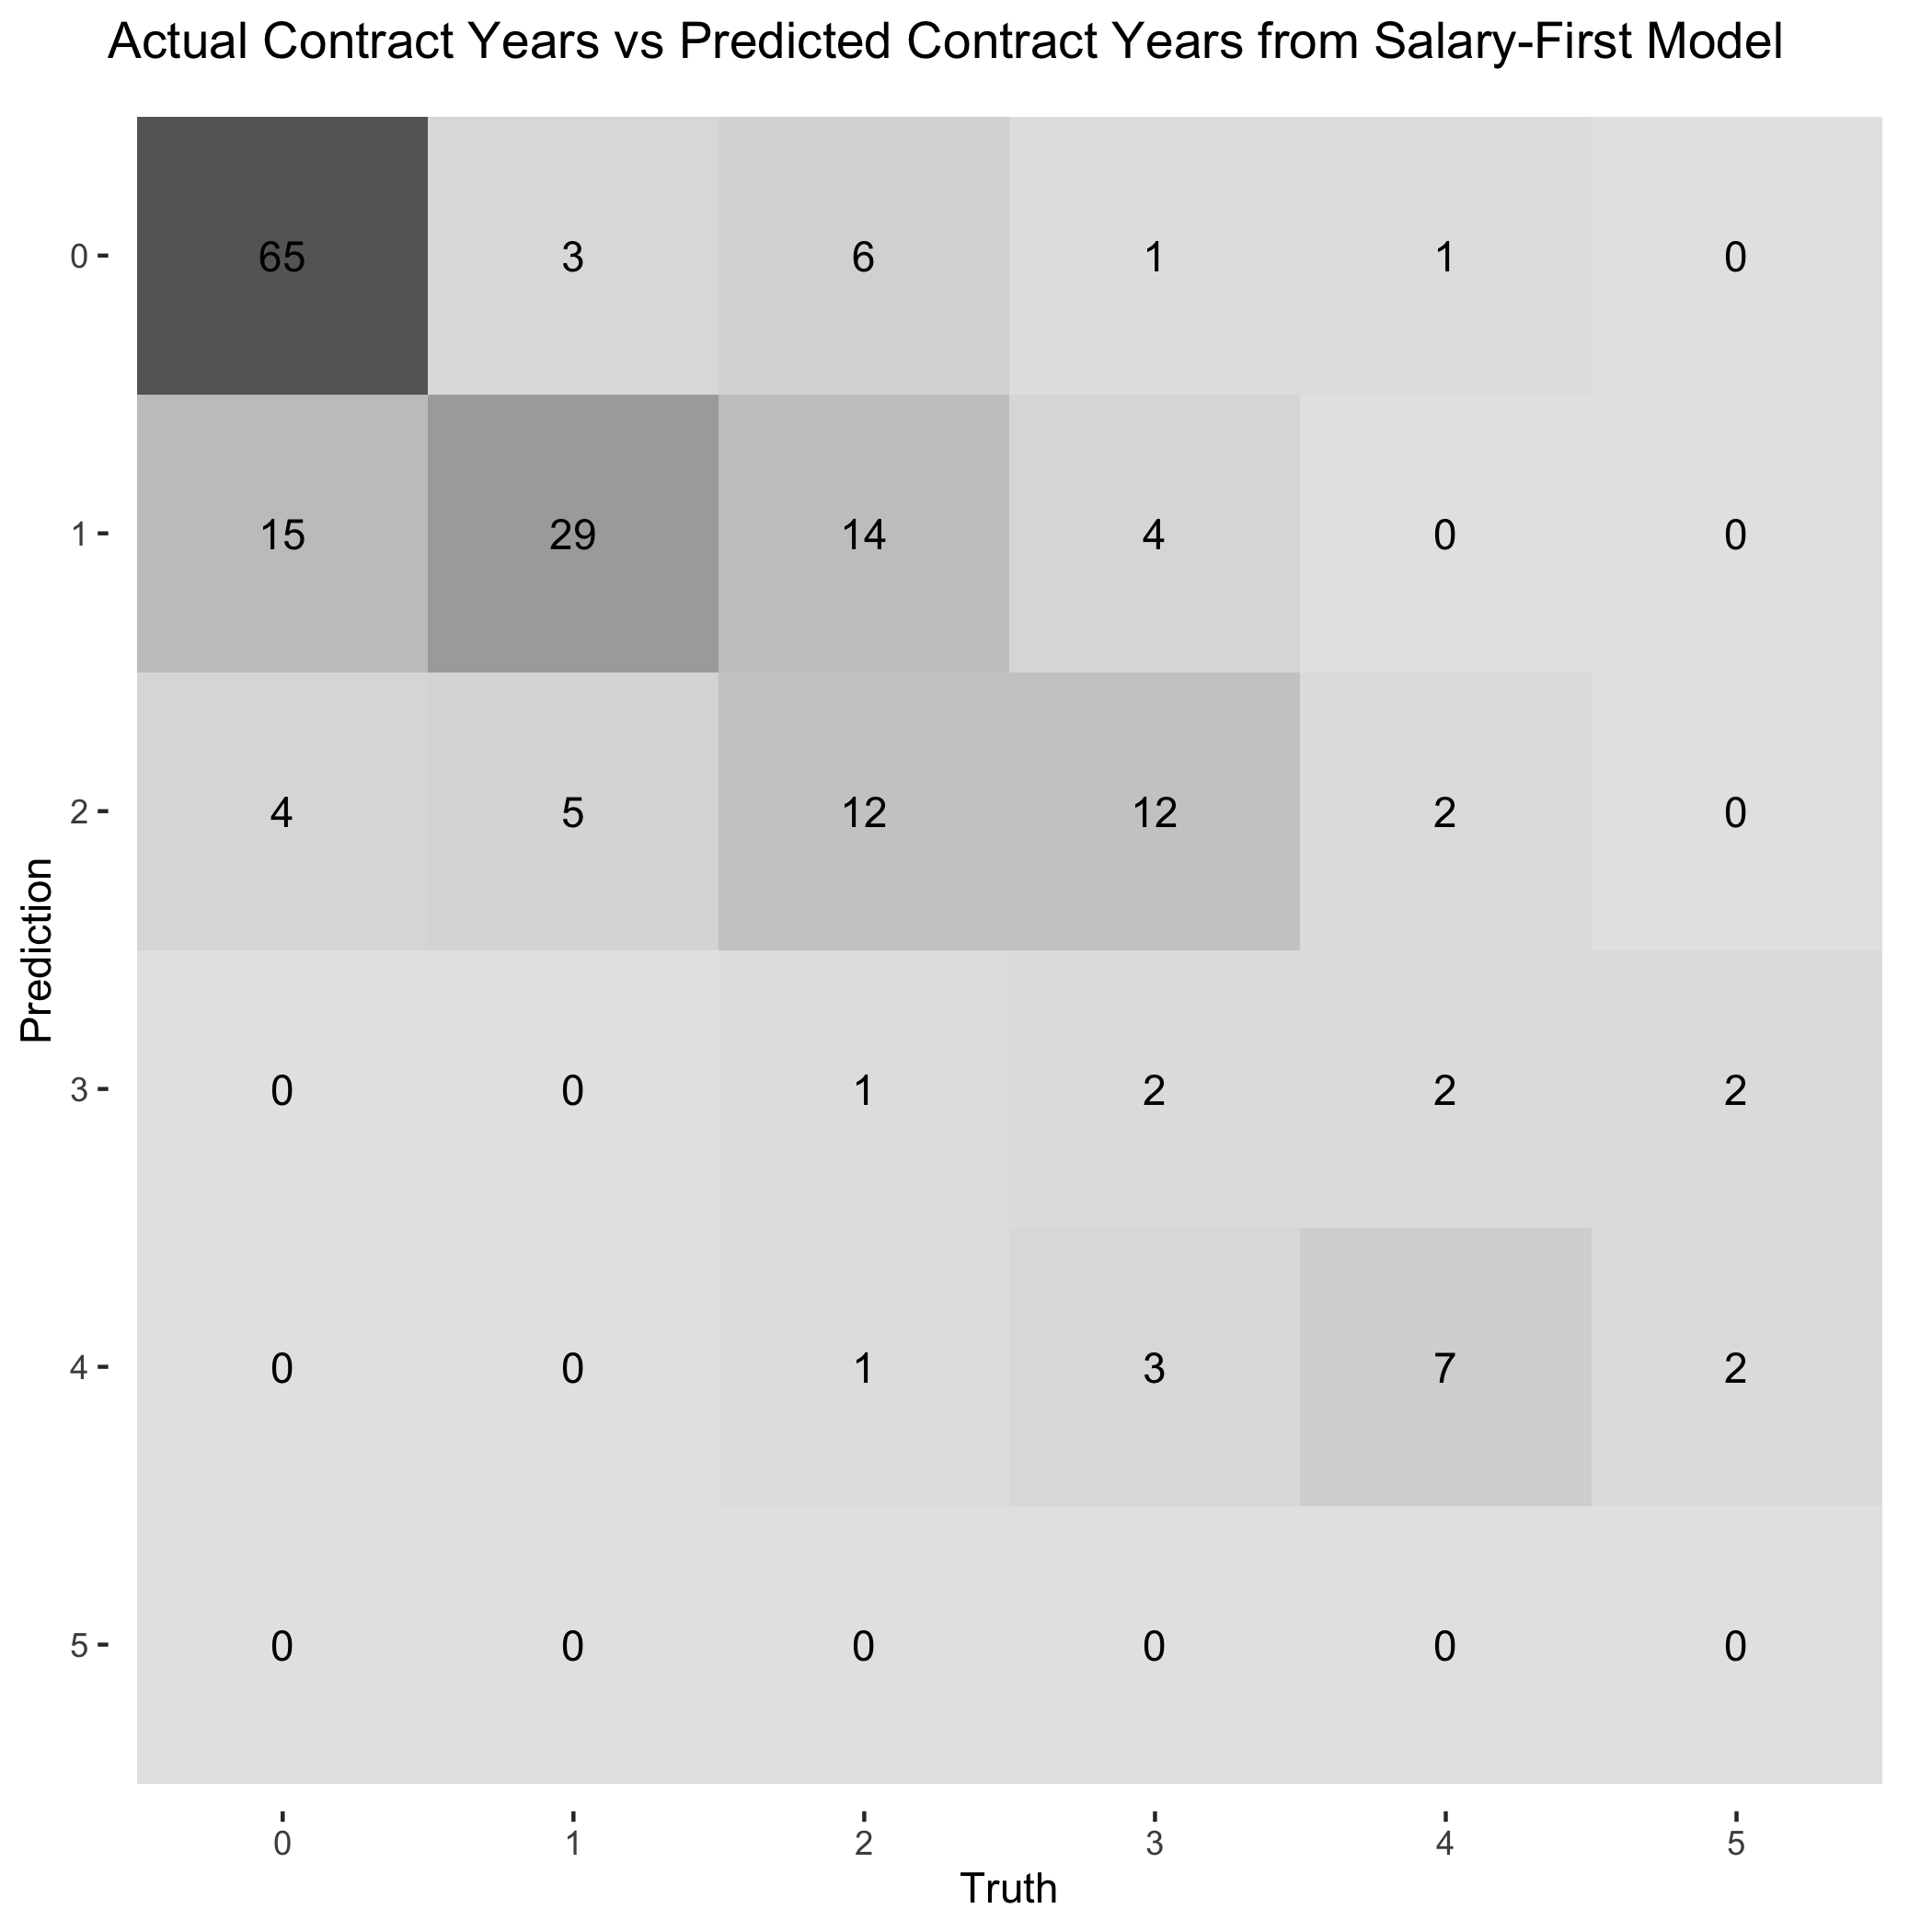 Actual Contract Years vs Predicted Contract Years from Salary-First Model
0 65 3 6 1 1 0
1 15 29 14 4 0 0
2 4 5 12 12 2 0
Prediction
3 0 0 1 2 2 2
4 0 0 1 3 7 2
5 0 0 0 0 0 0
0 1 2 3 4 5
Truth